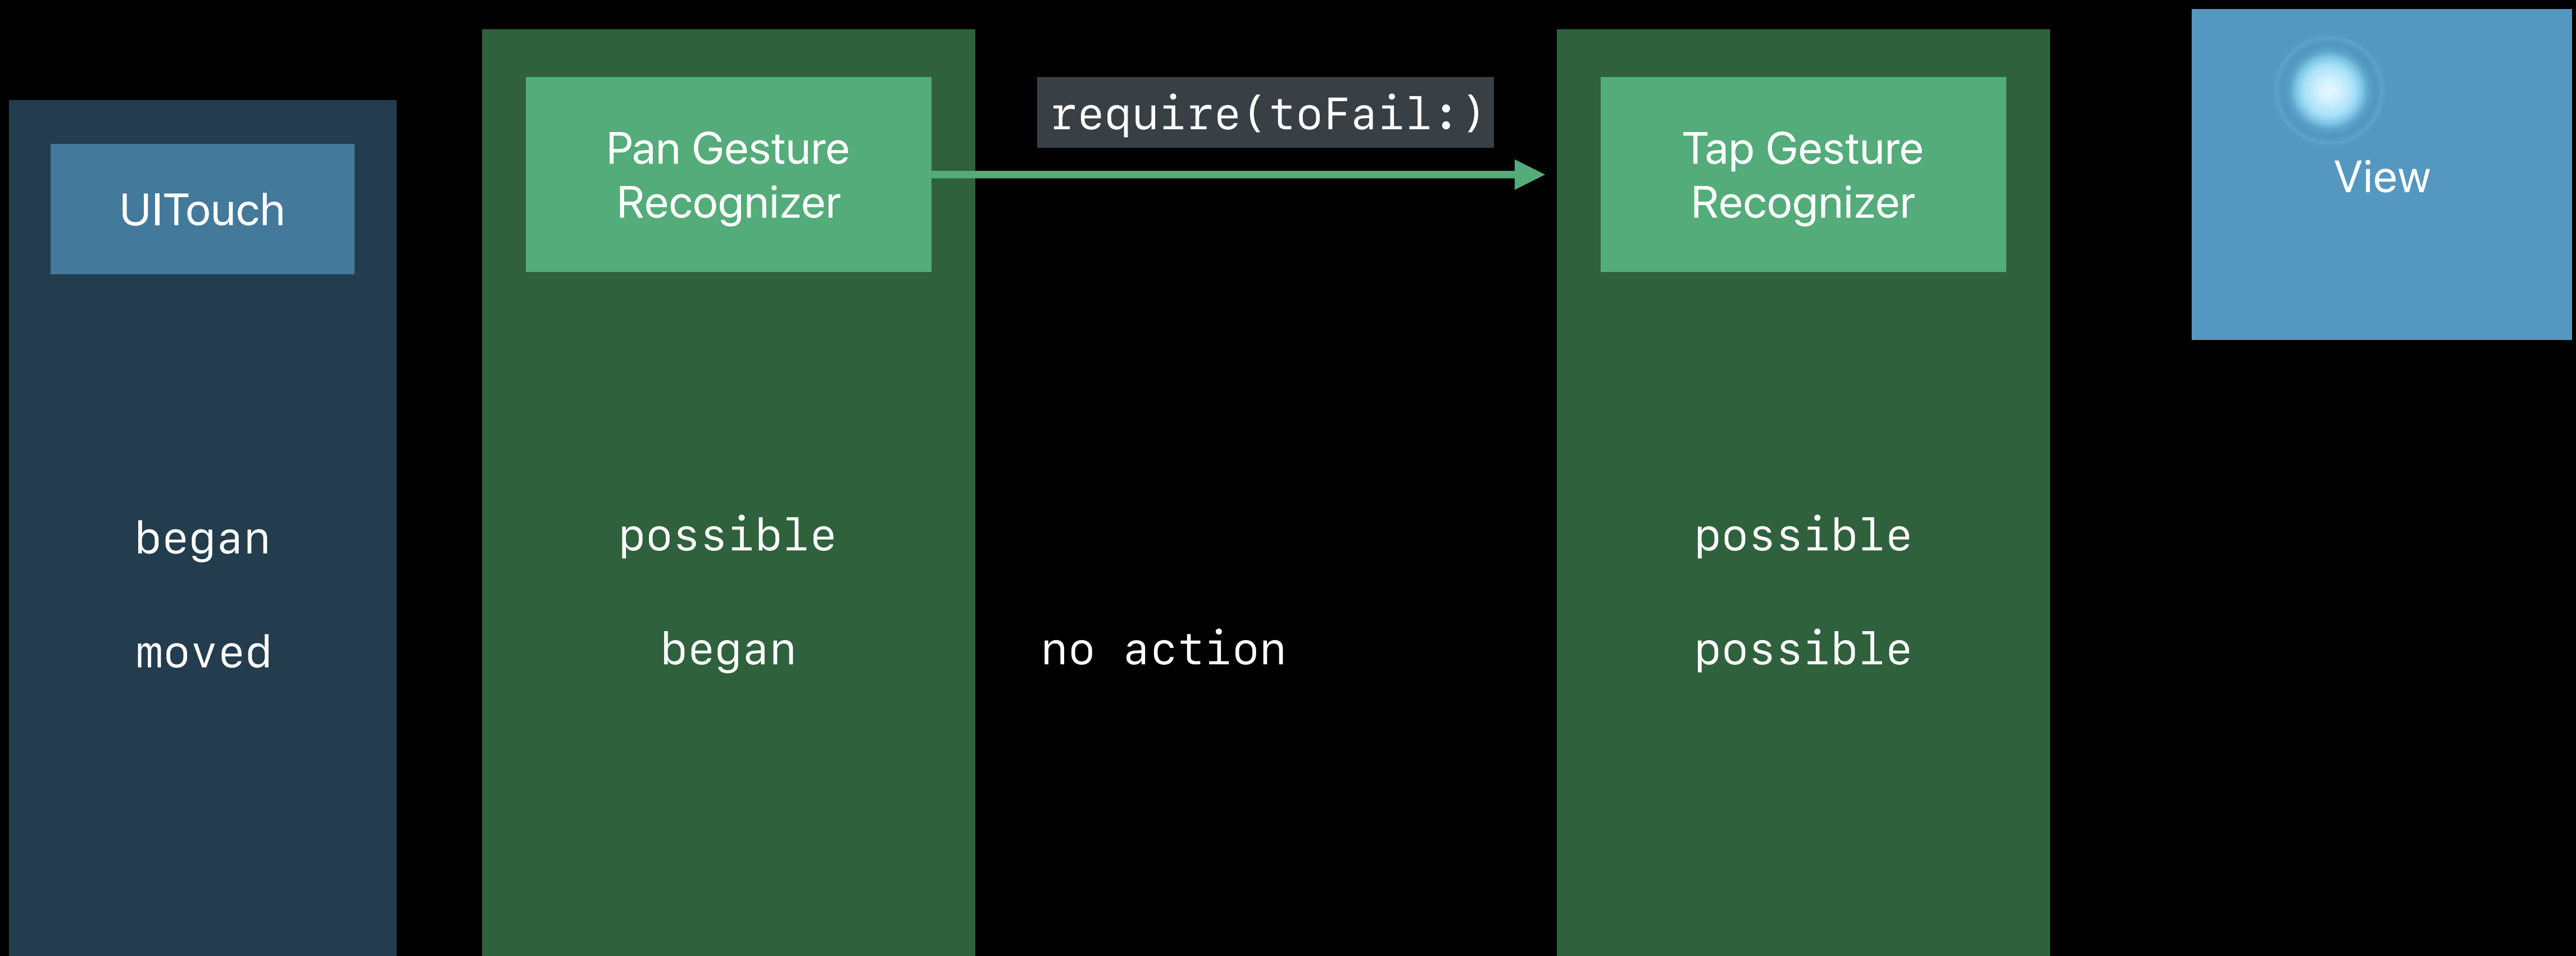 UITouch
Pan Gesture
Recognizer
require(toFail:)
Tap Gesture
Recognizer
View
began
possible
possible
moved
began
no action
possible